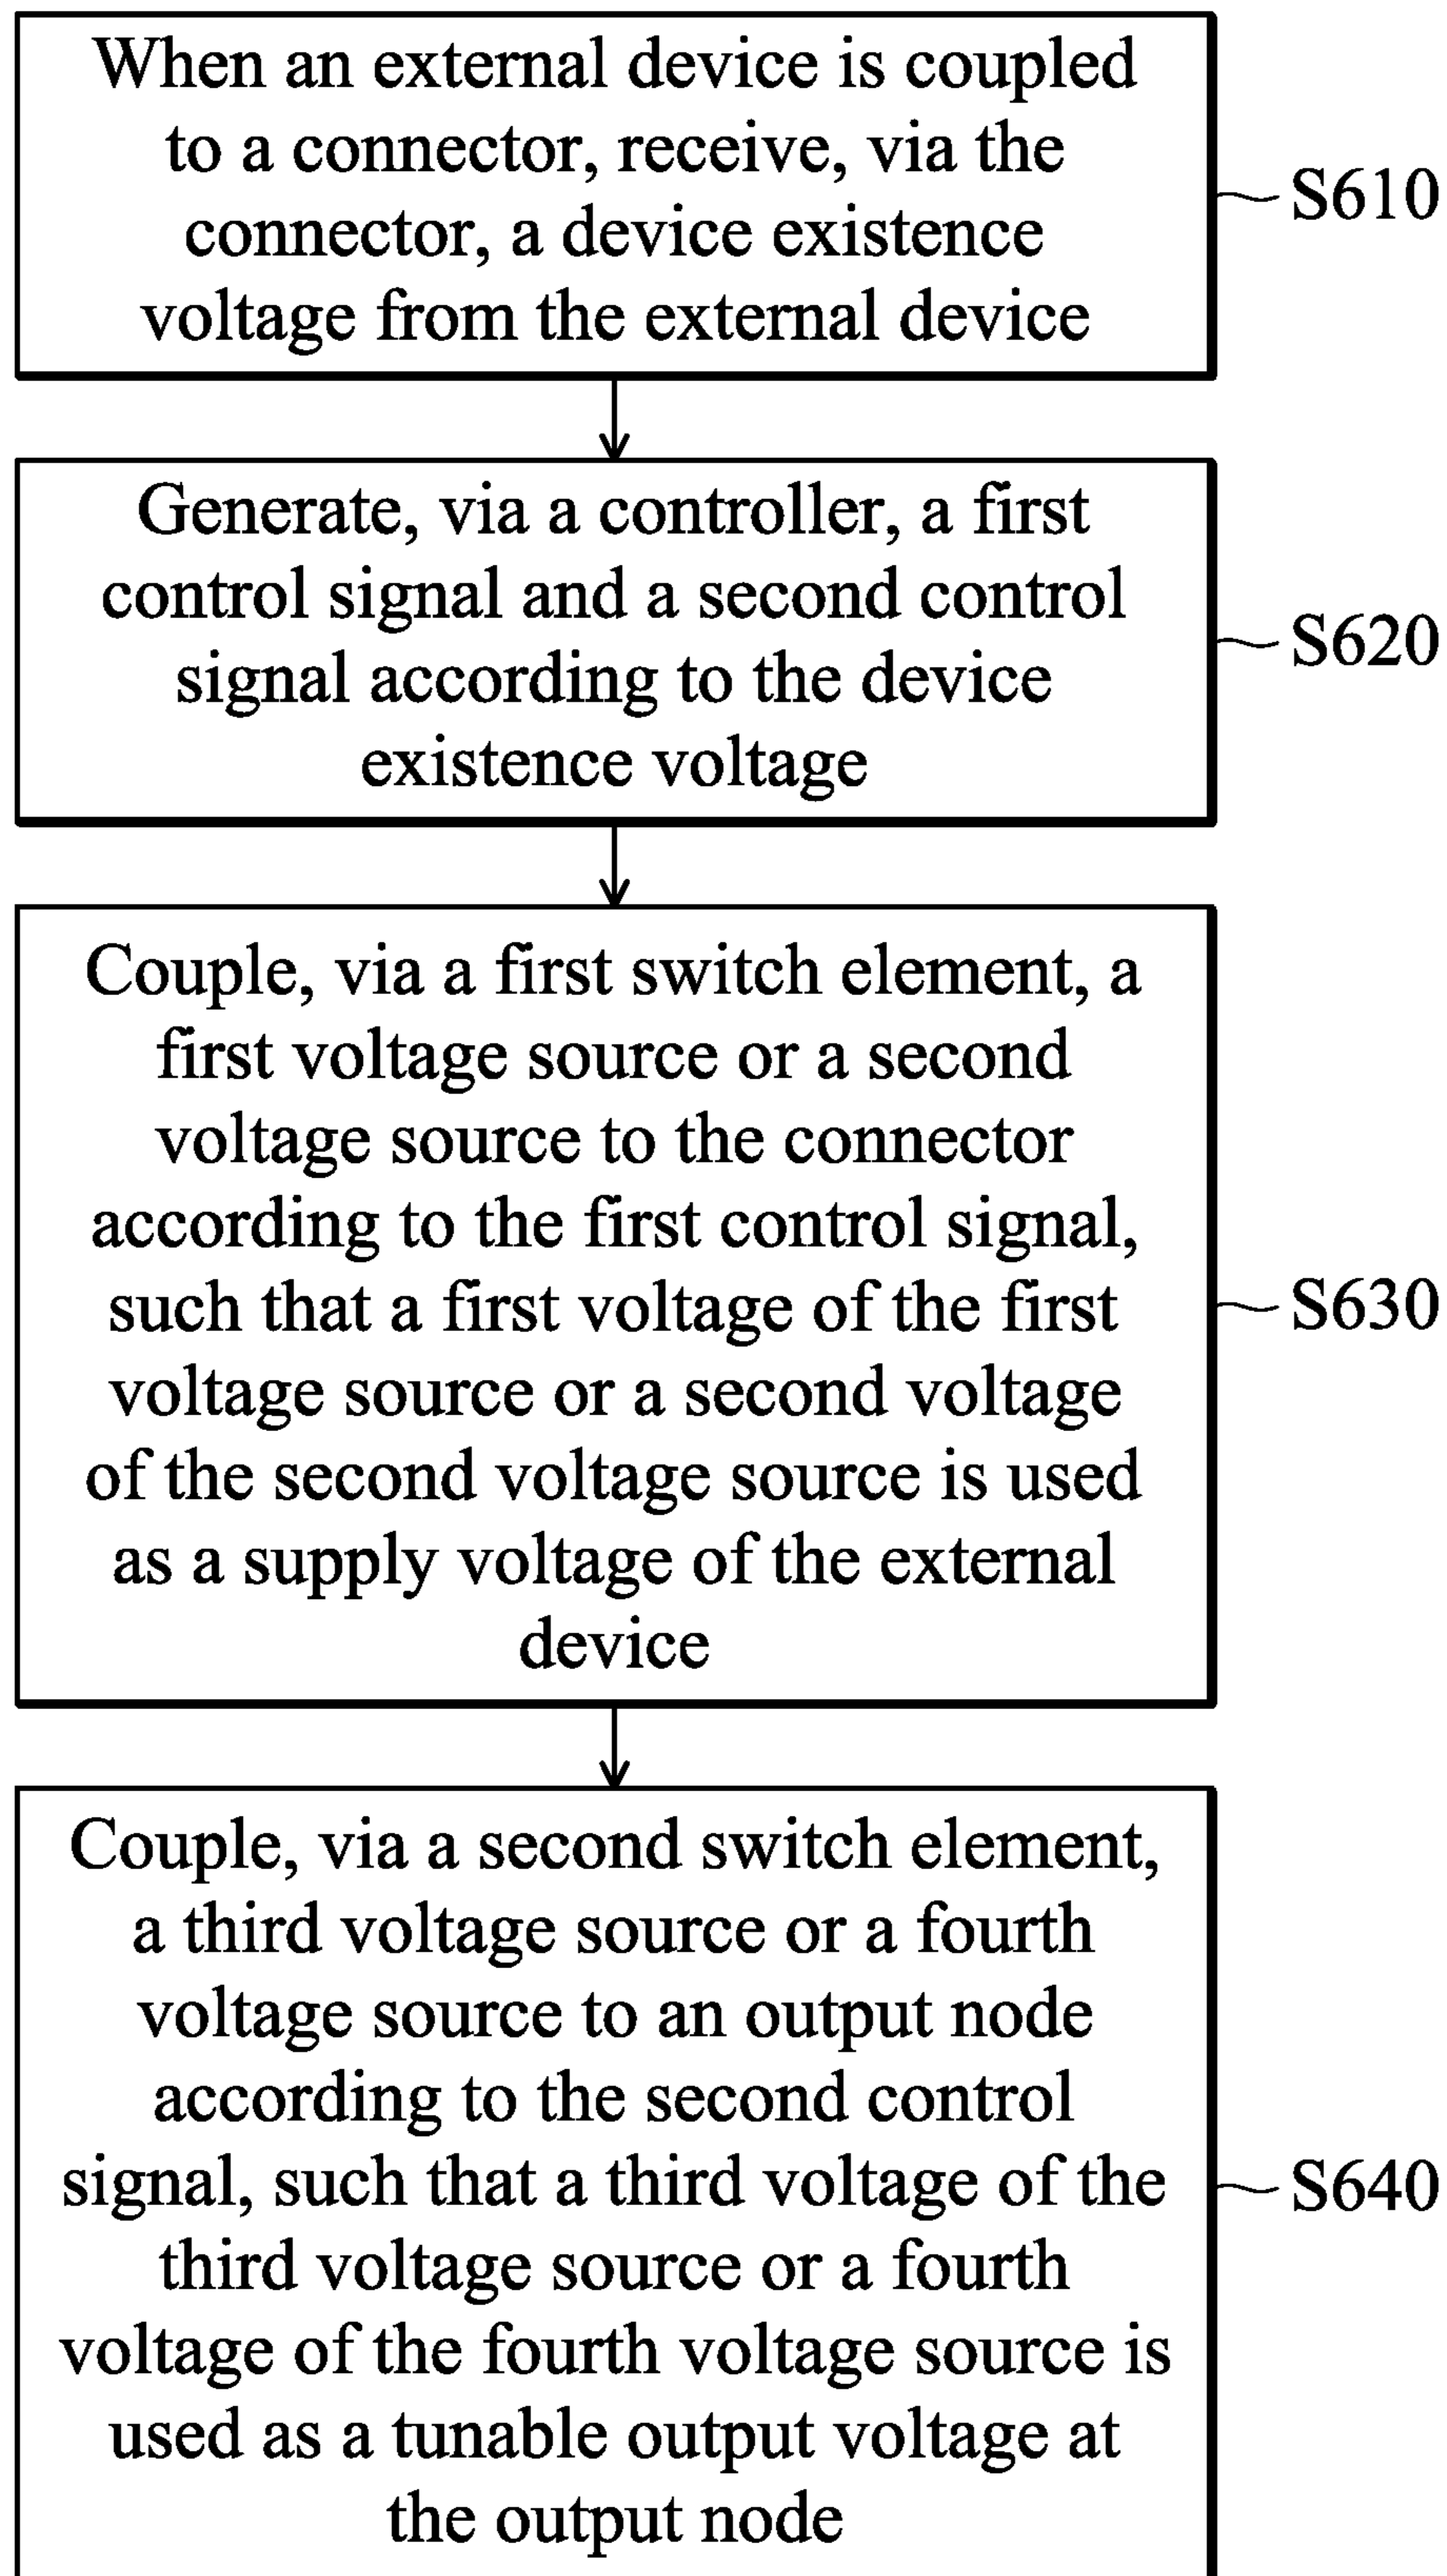 When an external device is coupled
to a connector, receive, via the
connector, a device existence
voltage from the external device
S610
Generate, via a controller, a first
control signal and a second control
signal according to the device
existence voltage
S620
Couple, via a first switch element, a
first voltage source or a second
voltage source to the connector
according to the first control signal,
such that a first voltage of the first
voltage source or a second voltage
of the second voltage source is used
as a supply voltage of the external
device
S630
Couple, via a second switch element,
a third voltage source or a fourth
voltage source to an output node
according to the second control
signal, such that a third voltage of the
third voltage source or a fourth
voltage of the fourth voltage source is
used as a tunable output voltage at
the output node
S640